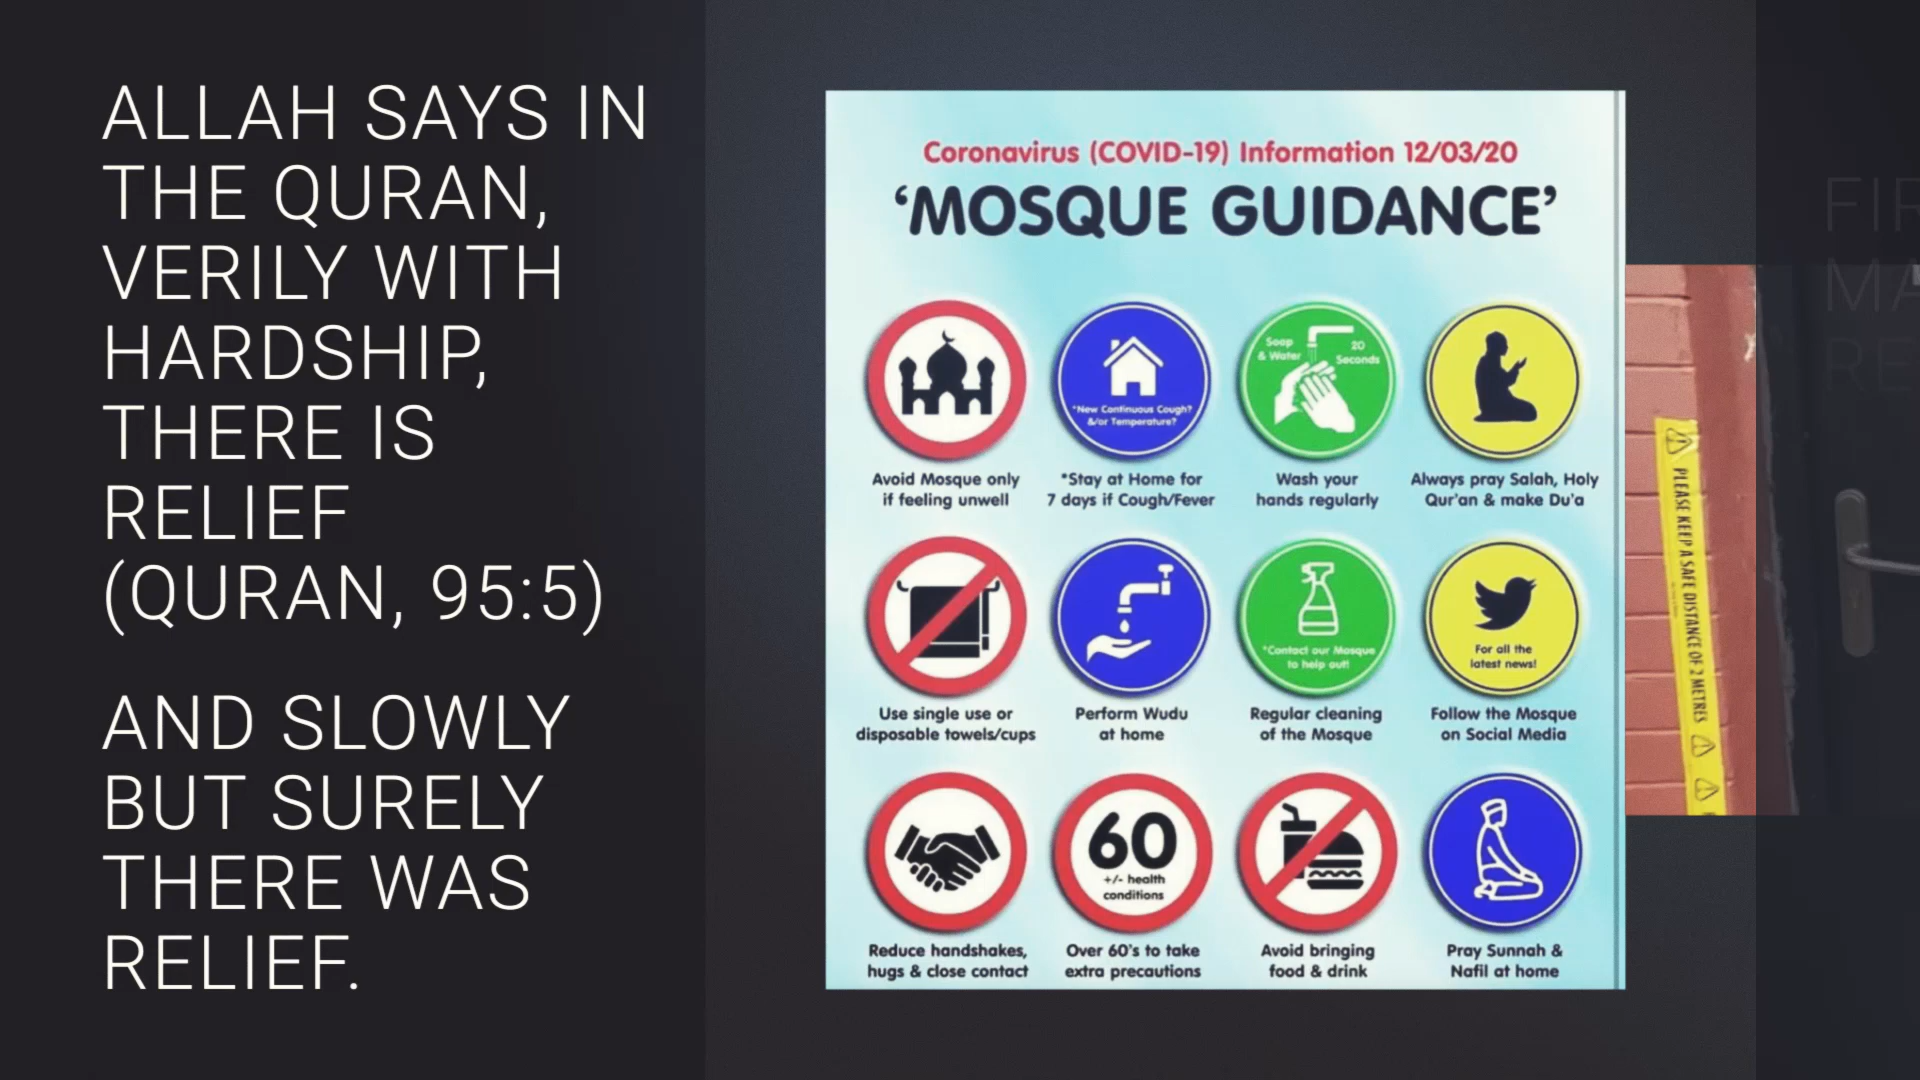 ALLAH SAYS IN
THE QURAN,
VERILY WITH
HARDSHIP,
THERE IS
RELIEF
(QURAN, 95:5)
AND SLOWLY
BUT SURELY
THERE WAS
RELIEF.
Coronavirus (COVID-19) Information 12/03/20
‘MOSQUE GUIDANCE’
*New Continuous Cough?
&/or Temperature?
Soap
& Water
20
Seconds
Avoid Mosque only
if feeling unwell
*Stay at Home for
7 days if Cough/Fever
Wash your
hands regularly
Always pray Salah, Holy
Qur'an & make Du'a
*Contact our Mosque
to help out!
For all the
latest news!
Use single use or
disposable towels/cups
Perform Wudu
at home
Regular cleaning
of the Mosque
Follow the Mosque
on Social Media
60
+/- health
conditions
Reduce handshakes,
hugs & close contact
Over 60's to take
extra precautions
Avoid bringing
food & drink
Pray Sunnah &
Nafil at home
PLEASE KEEP A SAFE DISTANCE OF 2 METRES